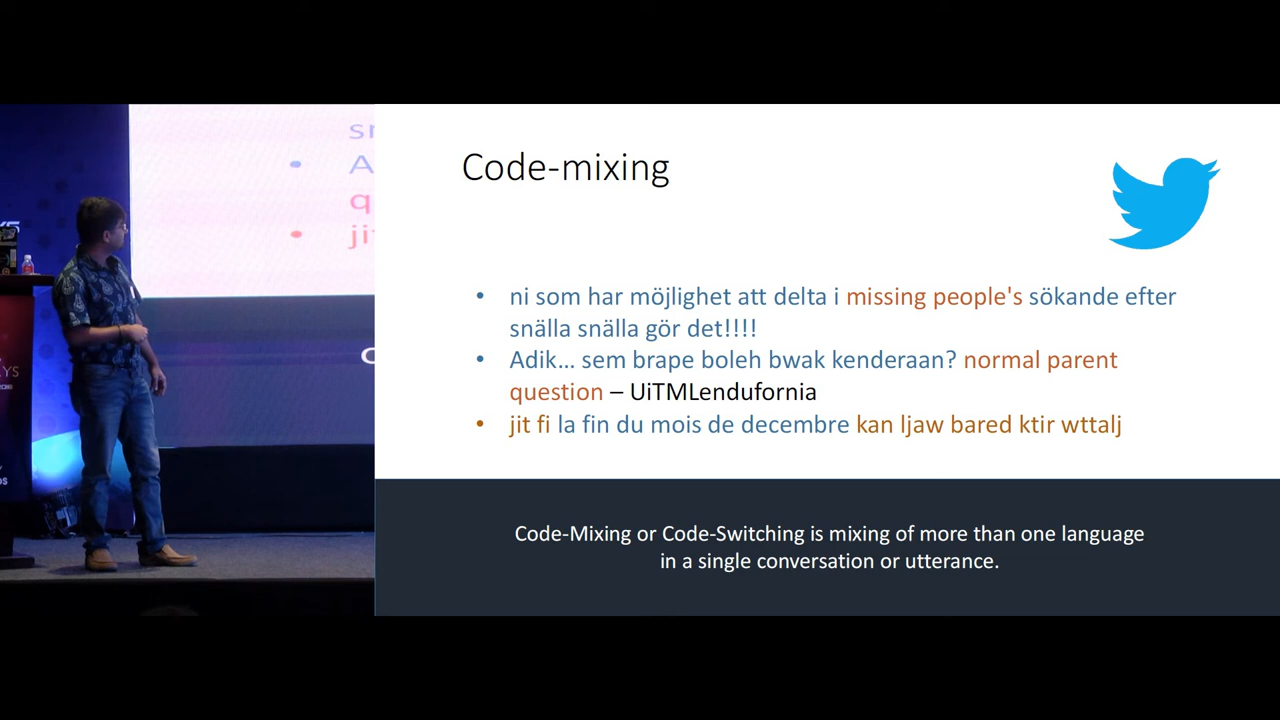 Code-mixing
• ni som har möjlighet att delta i missing people's sökande efter
snälla snälla gör det!!!!
• Adik... sem brape boleh bwak kenderaan? normal parent
question – UiTMLendufornia
• jit fi la fin du mois de decembre kan ljaw bared ktir wttalj
Code-Mixing or Code-Switching is mixing of more than one language
in a single conversation or utterance.